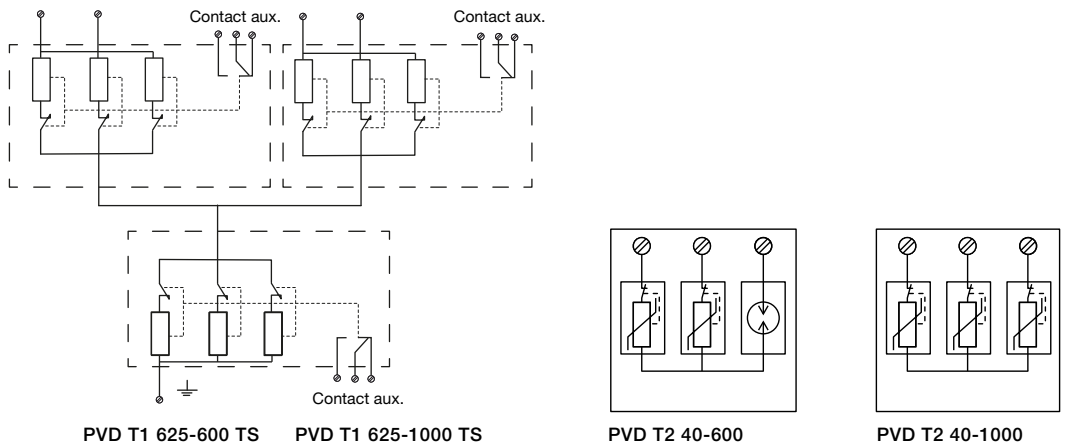 Contact aux.
Contact aux.
Contact aux.
PVD T1 625-600 TS
PVD T1 625-1000 TS
PVD T2 40-600
PVD T2 40-1000